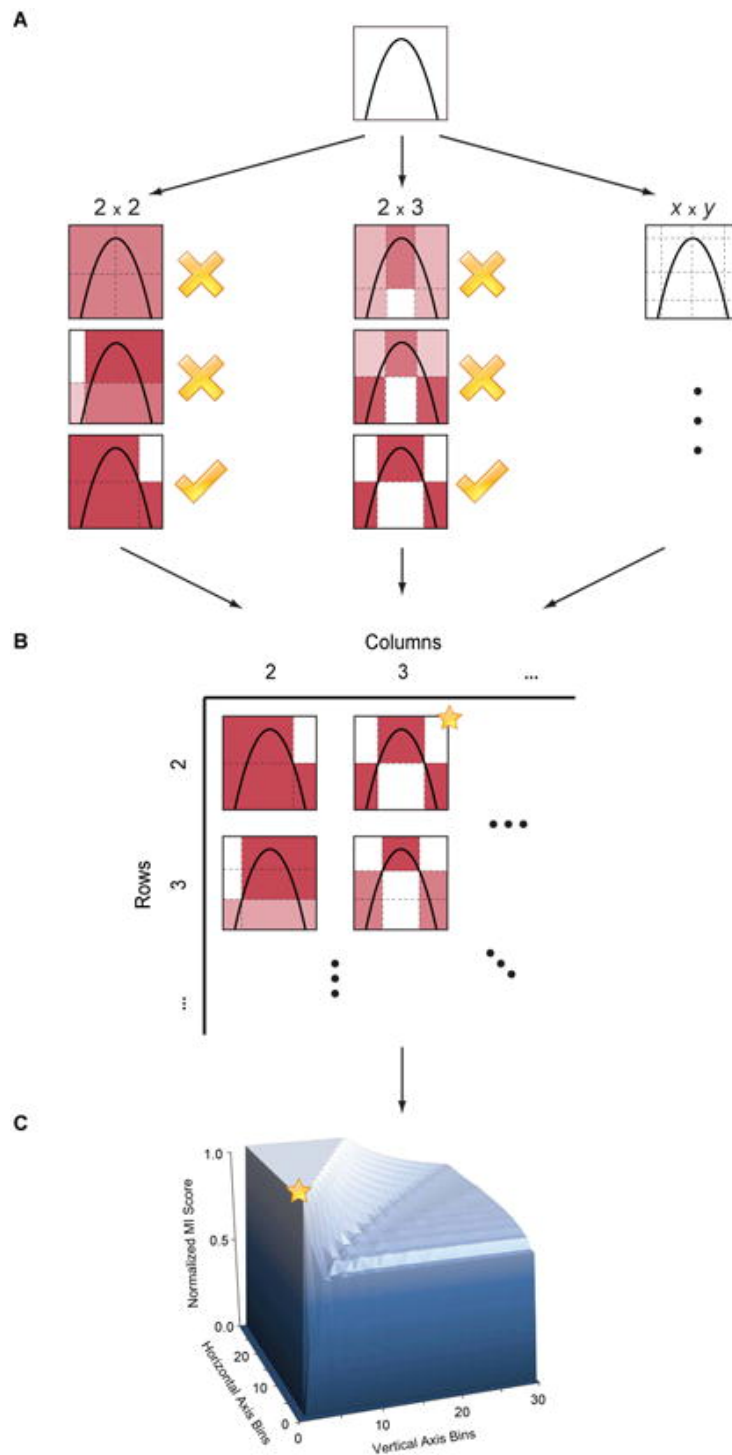 A
2 x 2
2 x 3
x x y
B
Columns
2
3
...
Rows
2
3
...
C
Normalized MI Score
1.0
0.5
0.0
Horizontal Axis Bins
20
10
0
0
10
20
30
Vertical Axis Bins